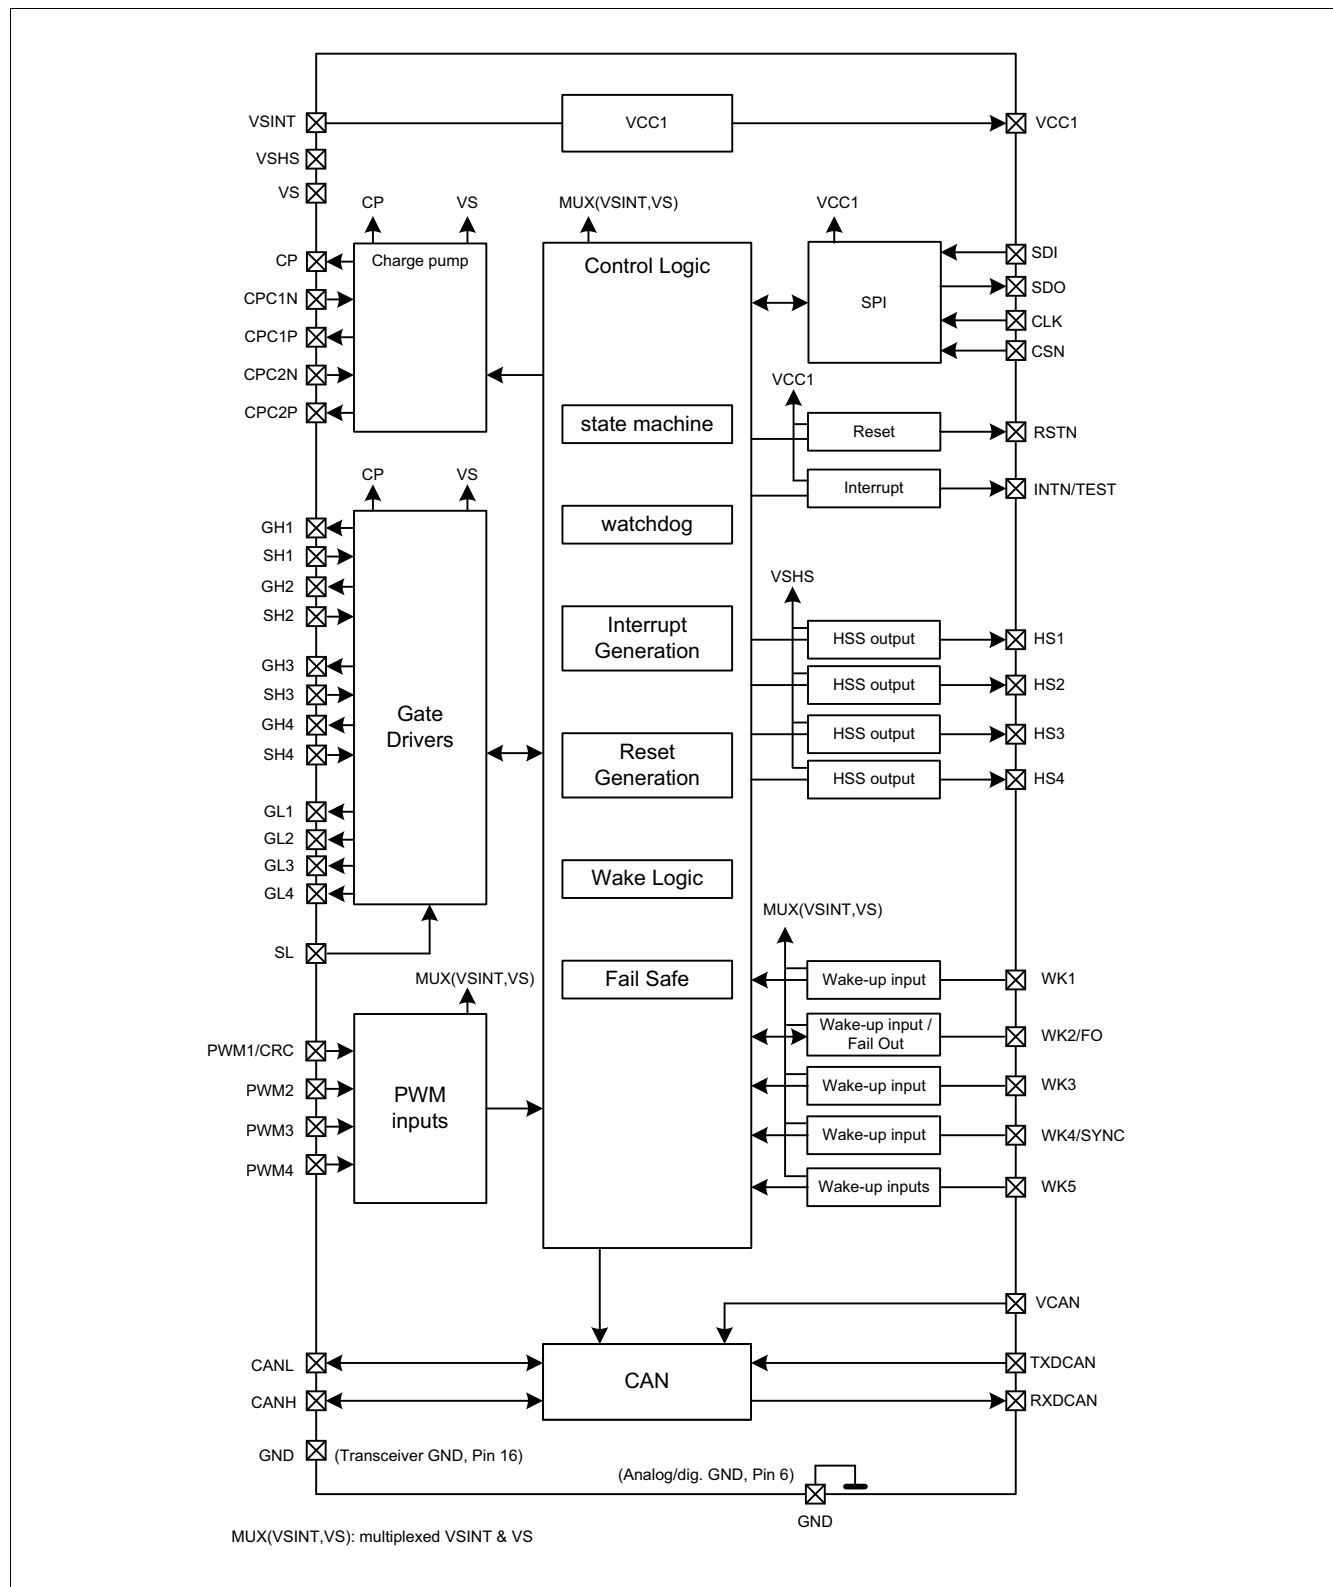 VSINT
VCC1
VCC1
VSHS
VS
CP
VS
MUX(VSINT,VS)
VCC1
CP
Charge pump
Control Logic
SDI
CPC1N
SPI
SDO
CPC1P
CLK
CSN
CPC2N
VCC1
CPC2P
state machine
Reset
RSTN
CP
VS
Interrupt
INTN/TEST
GH1
watchdog
SH1
GH2
VSHS
SH2
Interrupt
Generation
HSS output
HS1
GH3
HSS output
HS2
SH3
Gate
Drivers
GH4
HSS output
HS3
SH4
Reset
Generation
HSS output
HS4
GL1
GL2
GL3
Wake Logic
GL4
MUX(VSINT,VS)
SL
MUX(VSINT,VS)
Fail Safe
Wake-up input
WK1
PWM1/CRC
Wake-up input /
Fail Out
WK2/FO
PWM2
PWM
inputs
Wake-up input
WK3
PWM3
Wake-up input
WK4/SYNC
PWM4
Wake-up inputs
WK5
VCAN
CANL
TXDCAN
CAN
CANH
RXDCAN
GND
(Transceiver GND, Pin 16)
(Analog/dig. GND, Pin 6)
GND
MUX(VSINT,VS): multiplexed VSINT & VS